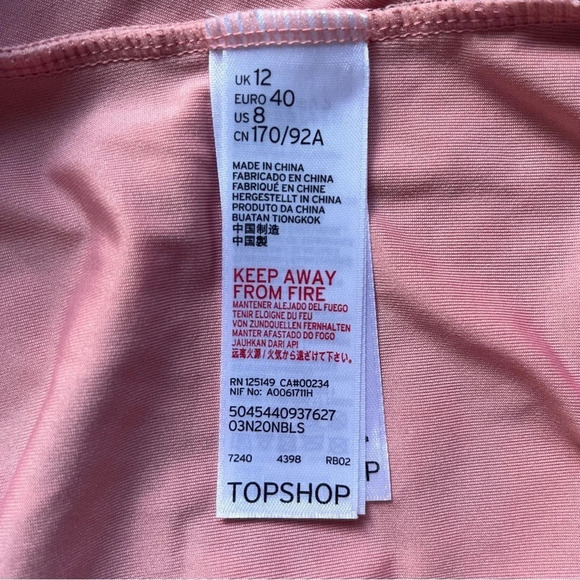 UK 12
EURO 40
US 8
CN 170/92A
MADE IN CHINA
FABRICADO EN CHINA
FABRIQUÉ EN CHINE
HERGESTELLT IN CHINA
PRODUTO DA CHINA
BUATAN TIONGKOK
中国制造
中国製
KEEP AWAY
FROM FIRE
MANTENER ALEJADO DEL FUEGO
TENIR ELOIGNE DU FEU
VON ZUNDQUELLEN FERNHALTEN
MANTER AFASTADO DO FOGO
JAUHKAN DARI API
远离火源/火気から遠ざけて下さい。
RN 125149 CA#00234
NIF No: A0061711H
5045440937627
03N20NBLS
7240 4398 RB02
TOPSHOP
P